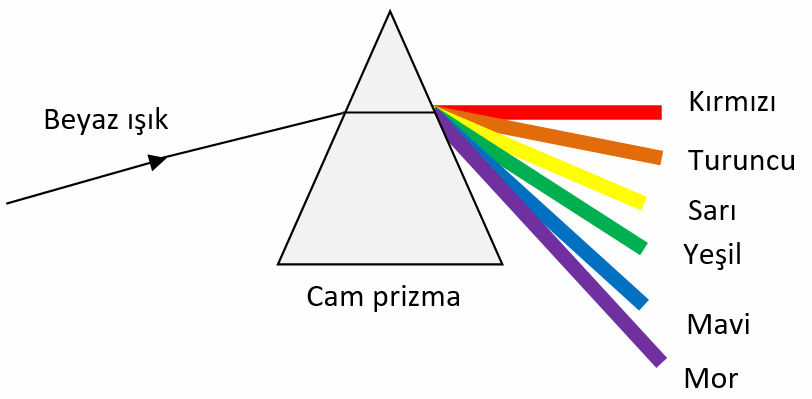 Beyaz ışık
Cam prizma
Kırmızı
Turuncu
Sarı
Yeşil
Mavi
Mor